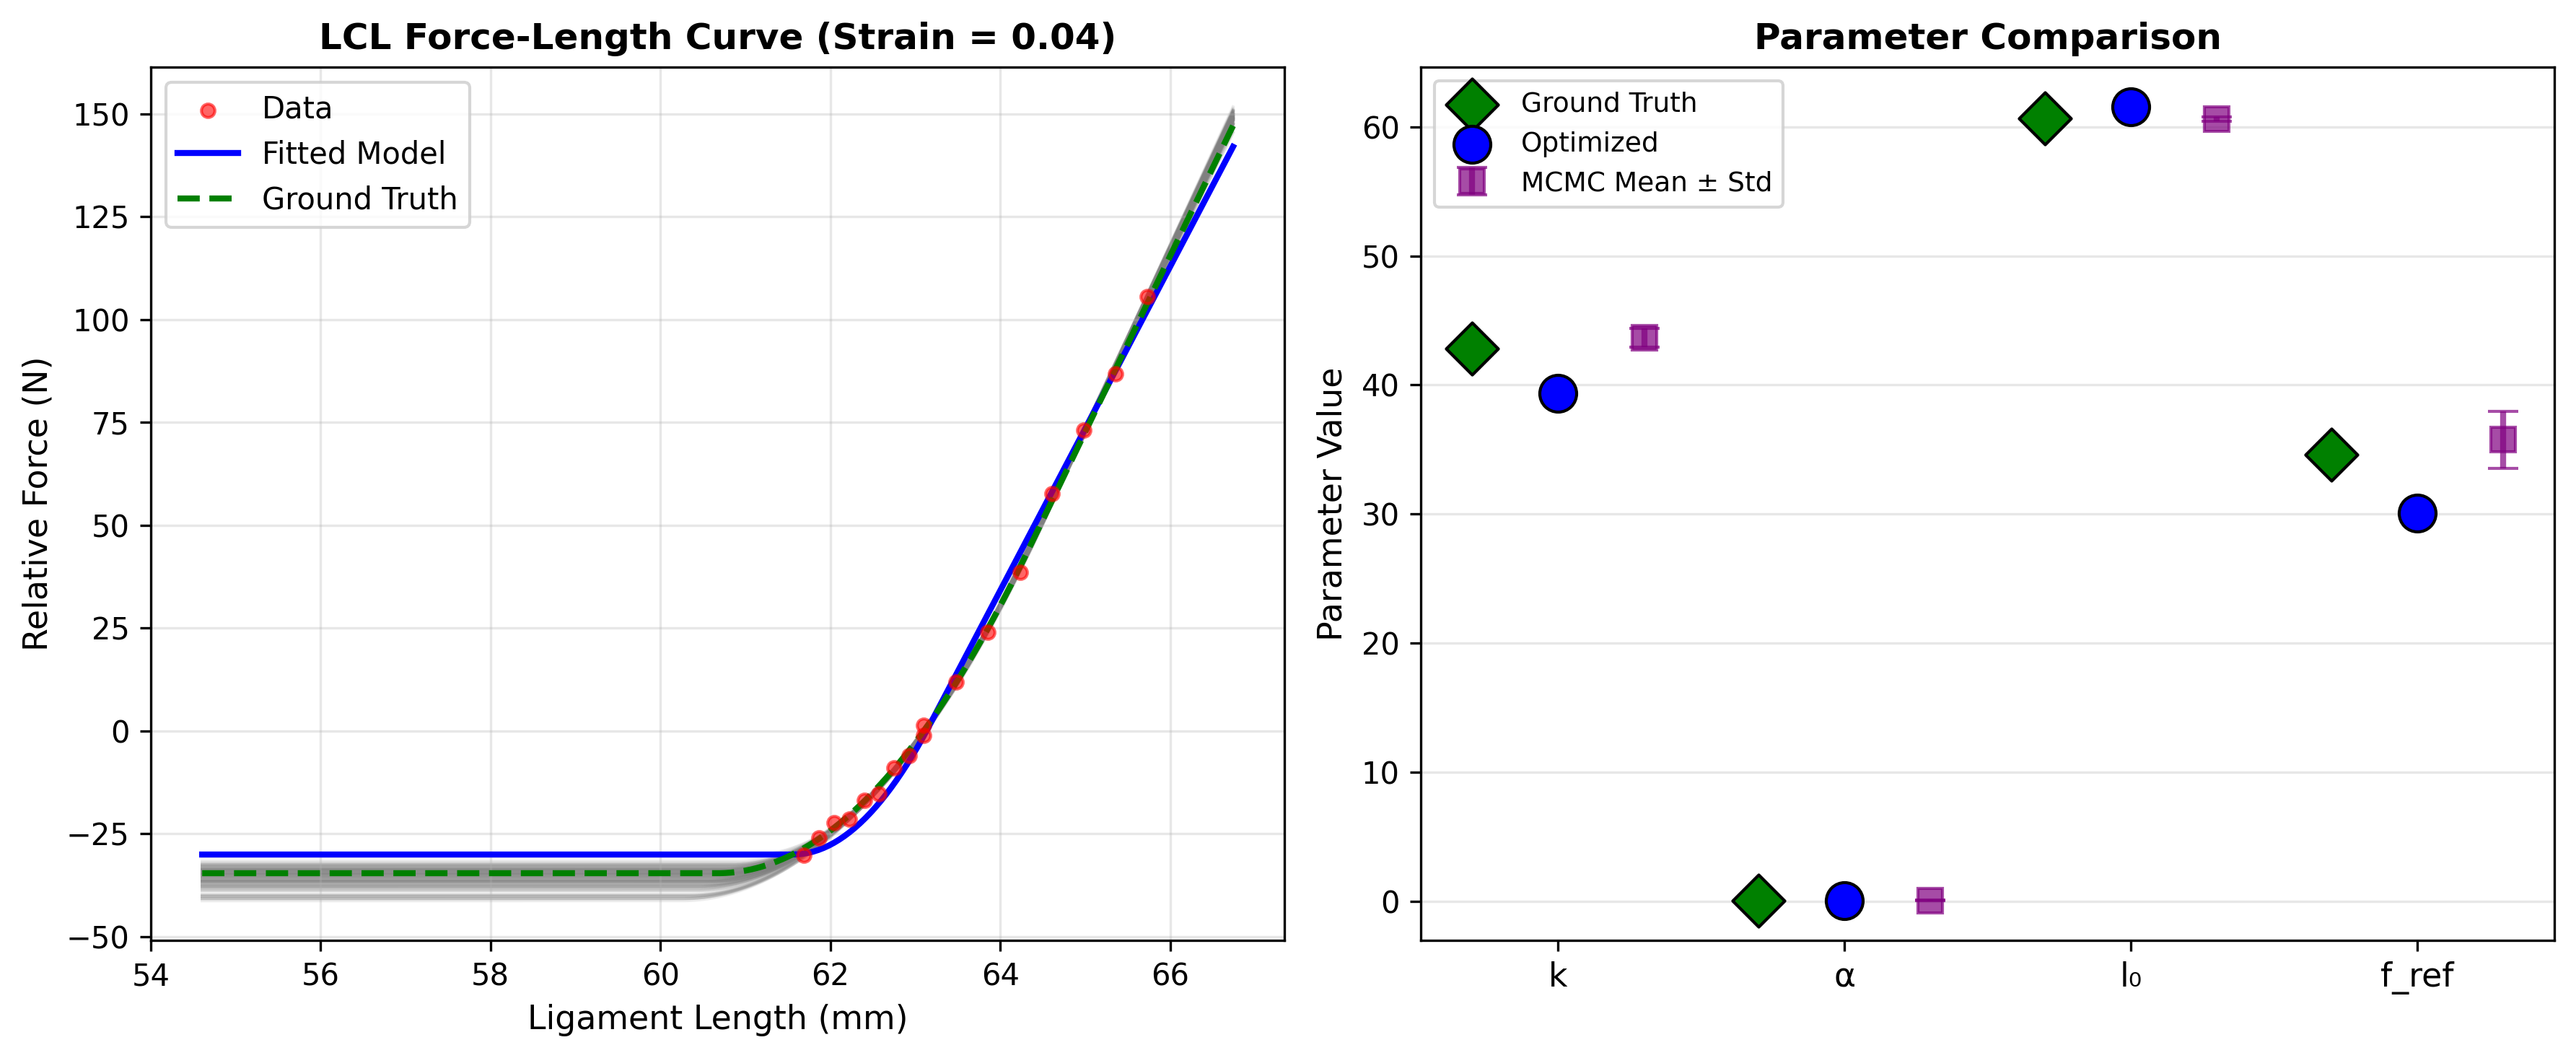 LCL Force-Length Curve (Strain = 0.04)
Data
Fitted Model
Ground Truth
150
125
100
75
50
25
0
−25
−50
Relative Force (N)
54
56
58
60
62
64
66
Ligament Length (mm)
Parameter Comparison
Ground Truth
Optimized
MCMC Mean ± Std
60
50
40
30
20
10
0
Parameter Value
k
α
l₀
f_ref